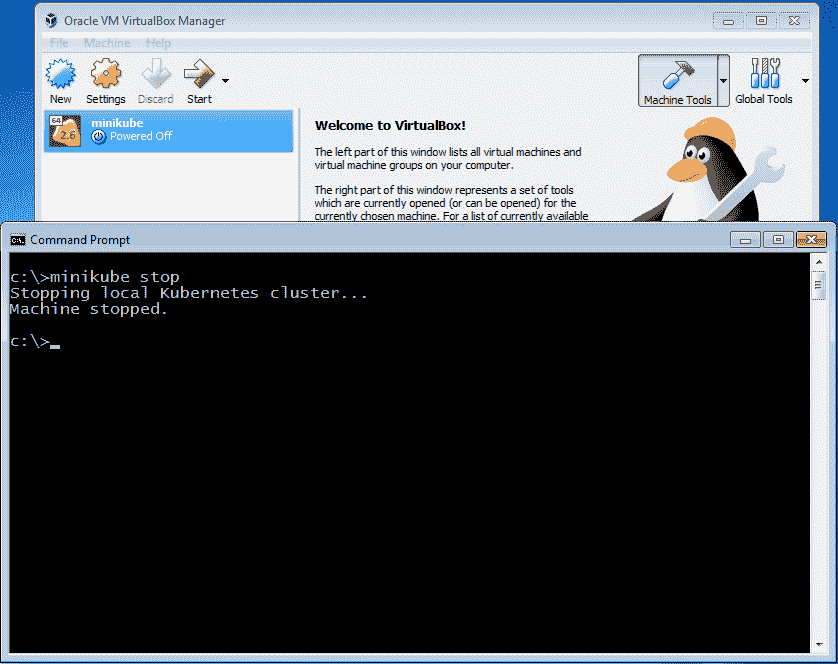 Oracle VM VirtualBox Manager
File Machine Help
New Settings Discard Start
Machine Tools Global Tools
64
2.6
minikube
Powered Off
Welcome to VirtualBox!
The left part of this window lists all virtual machines and
virtual machine groups on your computer.
The right part of this window represents a set of tools
which are currently opened (or can be opened) for the
currently chosen machine. For a list of currently available
C:\.
Command Prompt
c:\>minikube stop
Stopping local Kubernetes cluster...
Machine stopped.
c:\>_